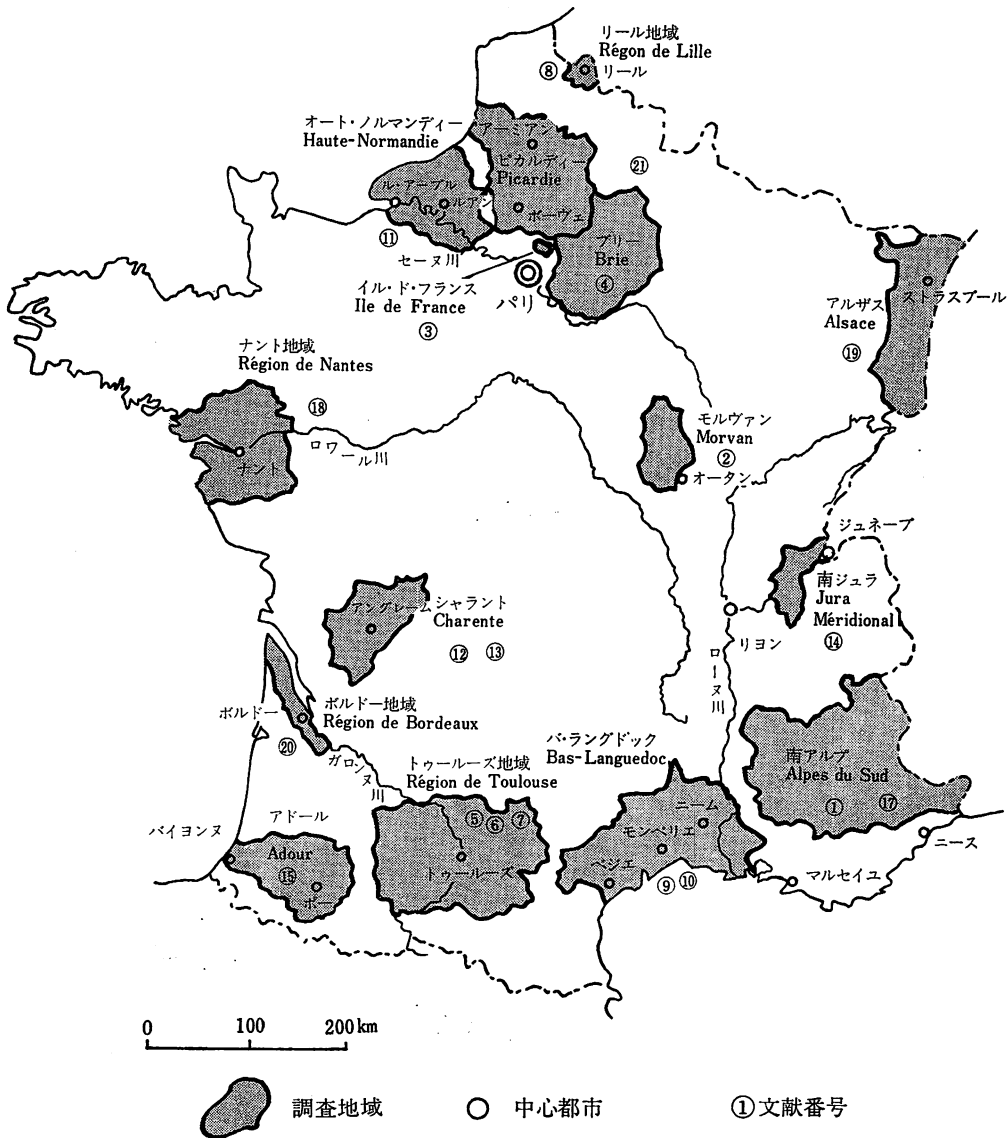 リール地域
Régon de Lille
⑧
リール
オート・ノルマンディー
Haute-Normandie
アーミアン
ピカルディー
Picardie
㉑
ル・アーブル
ルアン
ボーヴェ
⑪
セーヌ川
ブリー
Brie
④
イル・ド・フランス
Ile de France
③
パリ
アルザス
Alsace
⑲
ストラスブール
ナント地域
Région de Nantes
⑱
ロワール川
ナント
モルヴァン
Morvan
②
オータン
ジュネーブ
南ジュラ
Jura
Méridional
⑭
リヨン
ローヌ川
アングレーム
シャラント
Charente
⑫ ⑬
ボルドー
ボルドー地域
Région de Bordeaux
⑳
ガロンヌ川
トゥールーズ地域
Région de Toulouse
⑤ ⑥ ⑦
トゥールーズ
バ・ラングドック
Bas-Languedoc
ニーム
モンペリエ
ベジエ
⑨ ⑩
南アルプ
Alpes du Sud
① ⑰
ニース
マルセイユ
バイヨンヌ
アドール
Adour
⑮
ポー
0 100 200 km
調査地域
中心都市
①文献番号